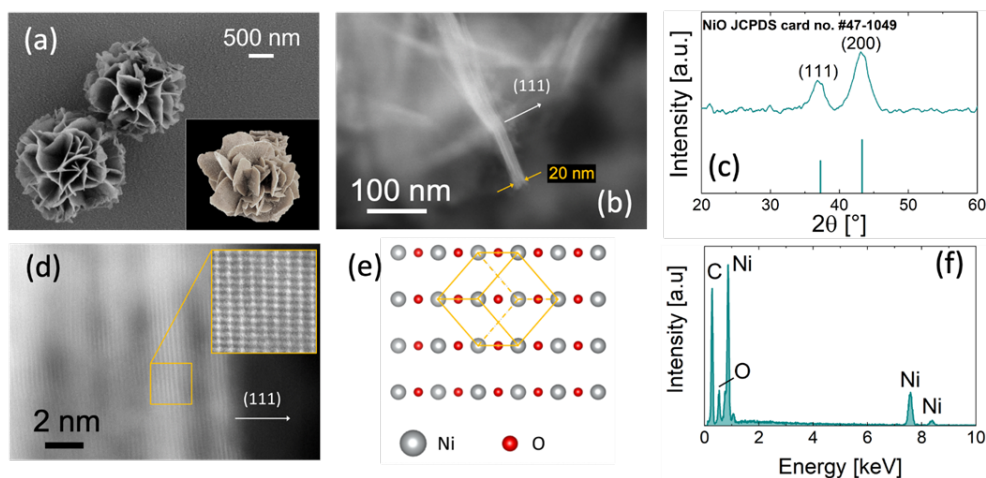 (a)
500 nm
(111)
20 nm
100 nm
(b)
NiO JCPDS card no. #47-1049
(200)
(111)
Intensity [a.u.]
(c)
20 30 40 50 60
2θ [°]
(d)
(111)
2 nm
(e)
Ni O
(f)
C Ni
O
Ni
Ni
Intensity [a.u]
0 2 4 6 8 10
Energy [keV]